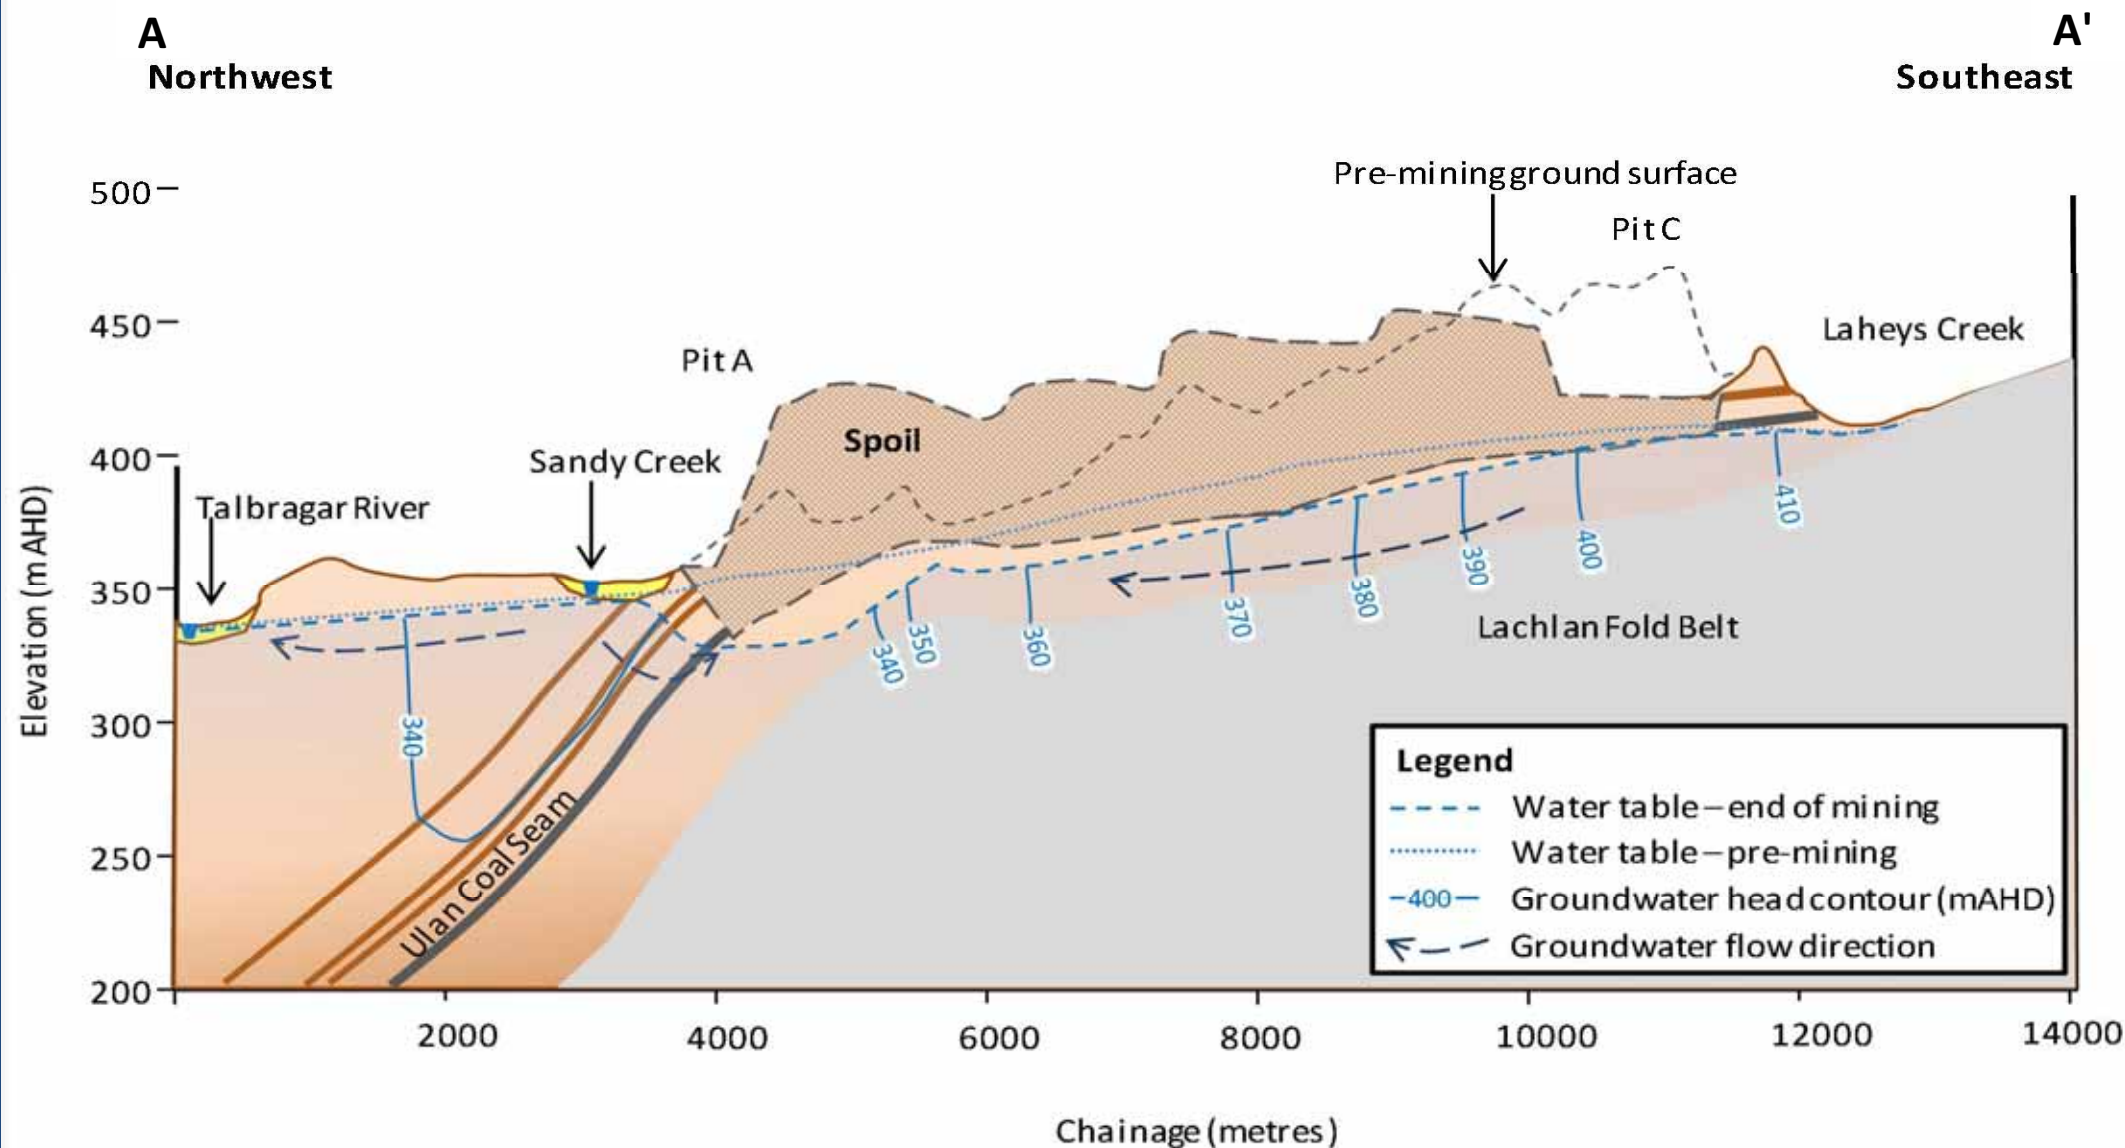 A
A'
Northwest
Southeast
Pre-mining ground surface
Pit C
500
450
400
350
300
250
200
Elevation (m AHD)
Laheys Creek
Pit A
Spoil
Sandy Creek
Talbragar River
340
340
350
360
370
380
390
400
410
Lachlan Fold Belt
Ulan Coal Seam
Legend
Water table – end of mining
Water table – pre-mining
400 Groundwater head contour (mAHD)
Groundwater flow direction
2000
4000
6000
8000
10000
12000
14000
Chainage (metres)